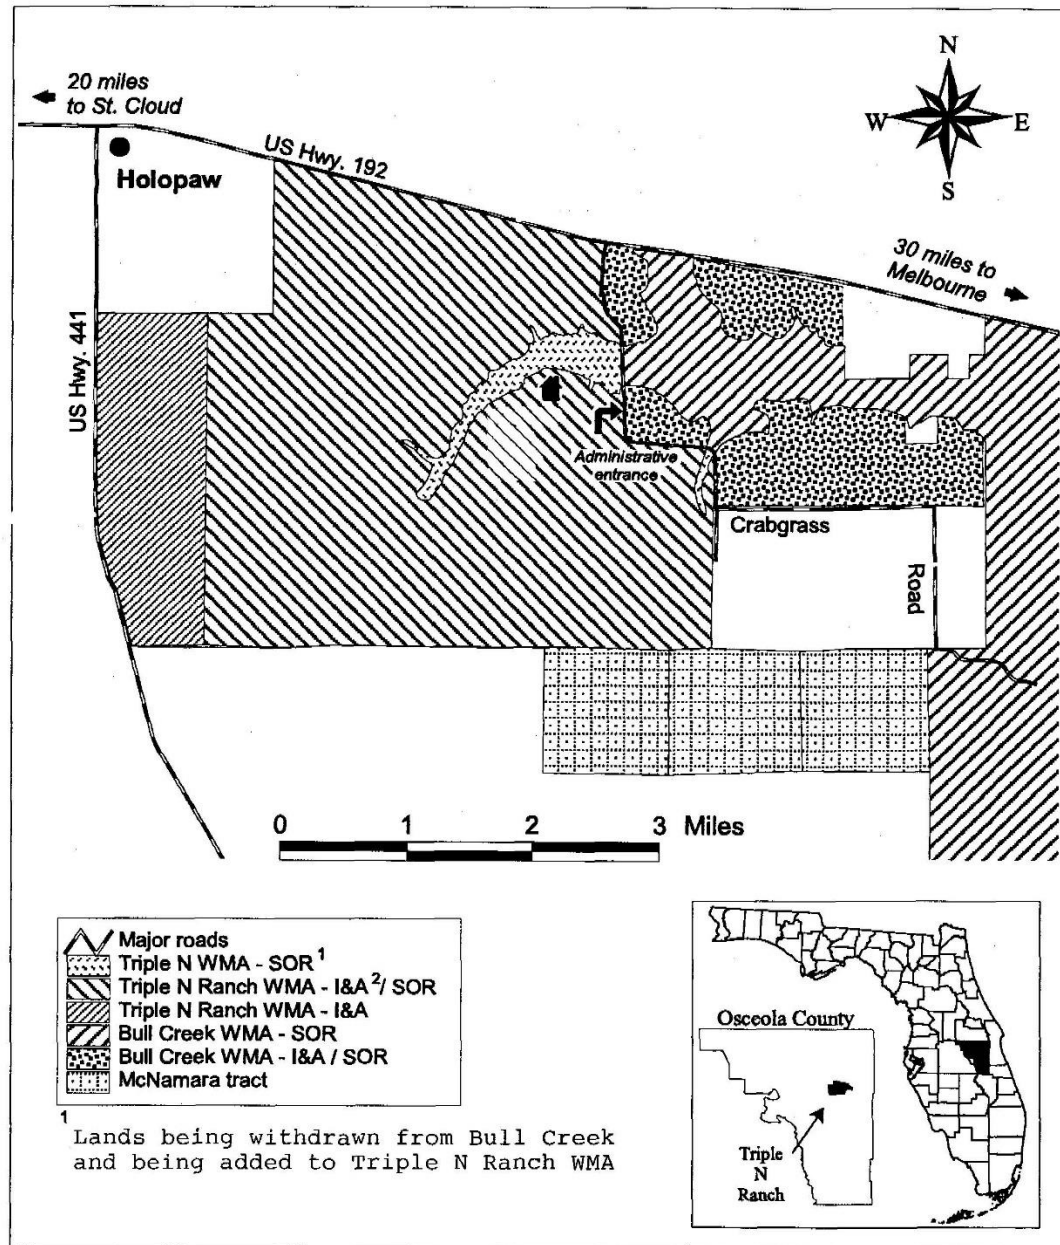 20 miles
to St. Cloud
N
W
E
S
US Hwy. 192
Holopaw
30 miles to
Melbourne
US Hwy. 441
Administrative
entrance
Crabgrass
Road
0 1 2 3 Miles
Major roads
Triple N WMA - SOR 1
Triple N Ranch WMA - I&A 2 / SOR
Triple N Ranch WMA - I&A
Bull Creek WMA - SOR
Bull Creek WMA - I&A / SOR
McNamara tract
1
Lands being withdrawn from Bull Creek
and being added to Triple N Ranch WMA
Osceola County
Triple
N
Ranch